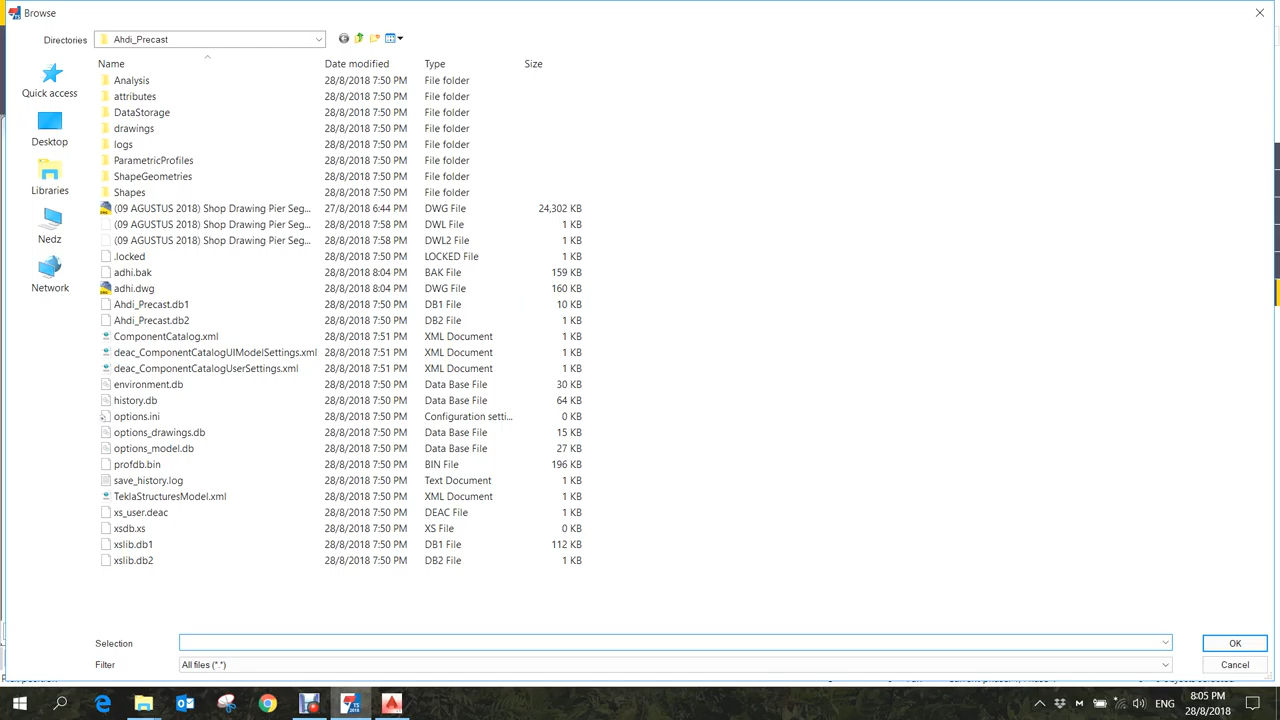 Browse
Directories Ahdi_Precast
Name Date modified Type Size
Analysis 28/8/2018 7:50 PM File folder
attributes 28/8/2018 7:50 PM File folder
DataStorage 28/8/2018 7:50 PM File folder
drawings 28/8/2018 7:50 PM File folder
logs 28/8/2018 7:50 PM File folder
ParametricProfiles 28/8/2018 7:50 PM File folder
ShapeGeometries 28/8/2018 7:50 PM File folder
Shapes 28/8/2018 7:50 PM File folder
(09 AGUSTUS 2018) Shop Drawing Pier Seg... 27/8/2018 6:44 PM DWG File 24,302 KB
(09 AGUSTUS 2018) Shop Drawing Pier Seg... 28/8/2018 7:58 PM DWL File 1 KB
(09 AGUSTUS 2018) Shop Drawing Pier Seg... 28/8/2018 7:58 PM DWL2 File 1 KB
.locked 28/8/2018 7:50 PM LOCKED File 1 KB
adhi.bak 28/8/2018 8:04 PM BAK File 159 KB
adhi.dwg 28/8/2018 8:04 PM DWG File 160 KB
Ahdi_Precast.db1 28/8/2018 7:50 PM DB1 File 10 KB
Ahdi_Precast.db2 28/8/2018 7:50 PM DB2 File 1 KB
ComponentCatalog.xml 28/8/2018 7:51 PM XML Document 1 KB
deac_ComponentCatalogUIModelSettings.xml 28/8/2018 7:51 PM XML Document 1 KB
deac_ComponentCatalogUserSettings.xml 28/8/2018 7:51 PM XML Document 1 KB
environment.db 28/8/2018 7:50 PM Data Base File 30 KB
history.db 28/8/2018 7:50 PM Data Base File 64 KB
options.ini 28/8/2018 7:50 PM Configuration setti... 0 KB
options_drawings.db 28/8/2018 7:50 PM Data Base File 15 KB
options_model.db 28/8/2018 7:50 PM Data Base File 27 KB
profdb.bin 28/8/2018 7:50 PM BIN File 196 KB
save_history.log 28/8/2018 7:50 PM Text Document 1 KB
TeklaStructuresModel.xml 28/8/2018 7:50 PM XML Document 1 KB
xs_user.deac 28/8/2018 7:50 PM DEAC File 1 KB
xsdb.xs 28/8/2018 7:50 PM XS File 0 KB
xslib.db1 28/8/2018 7:50 PM DB1 File 112 KB
xslib.db2 28/8/2018 7:50 PM DB2 File 1 KB
Quick access
Desktop
Libraries
Nedz
Network
Selection OK
Filter All files (*.*) Cancel
ENG 8:05 PM
28/8/2018